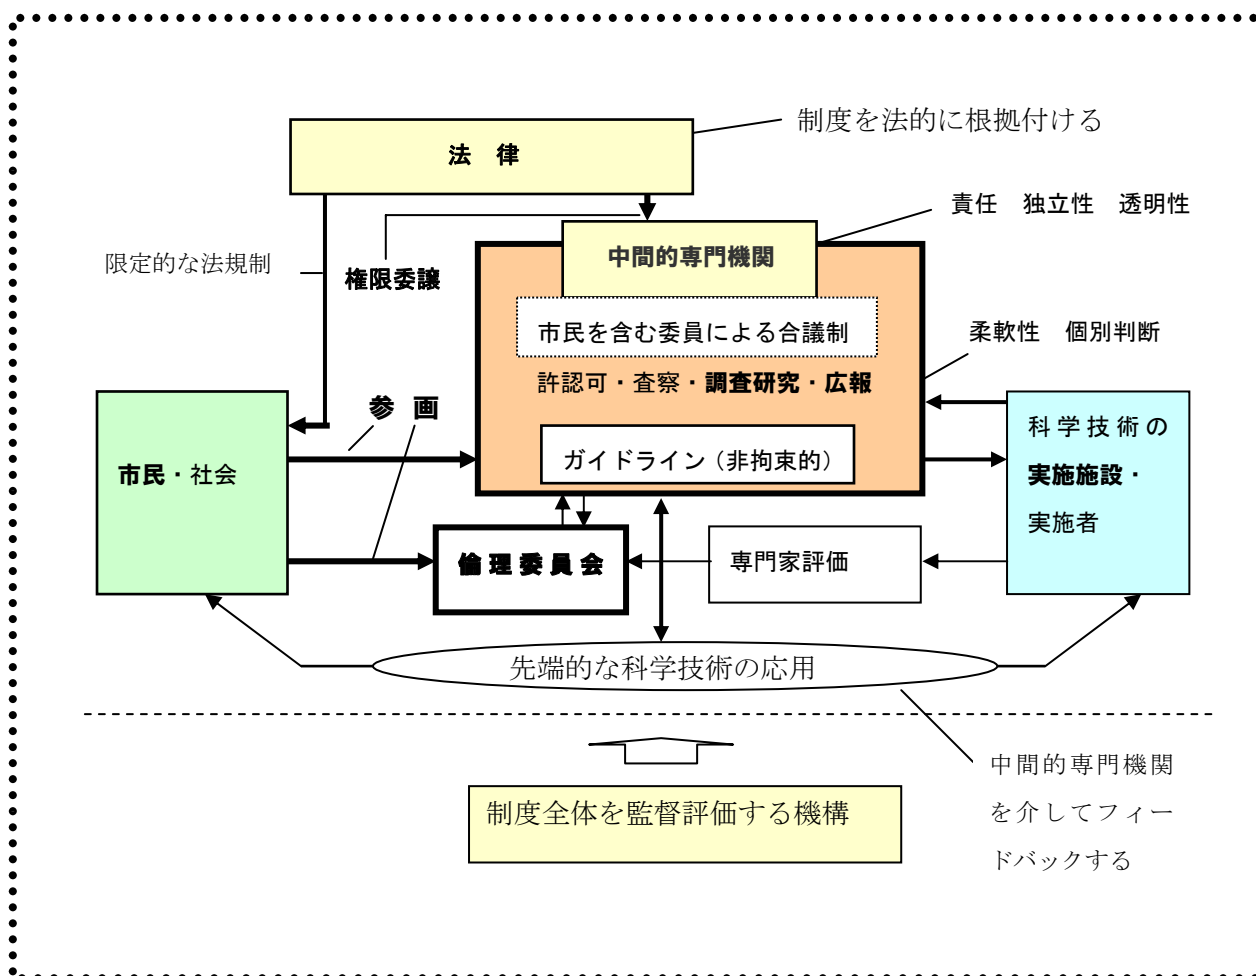 制度を法的に根拠付ける
法　律
責任　独立性　透明性
中間的専門機関
限定的な法規制
権限委譲
市民を含む委員による合議制
柔軟性　個別判断
許認可・査察・調査研究・広報
参　画
科学技術の
実施施設・
実施者
ガイドライン（非拘束的）
市民・社会
倫理委員会
専門家評価
先端的な科学技術の応用
中間的専門機関
を介してフィー
ドバックする
制度全体を監督評価する機構